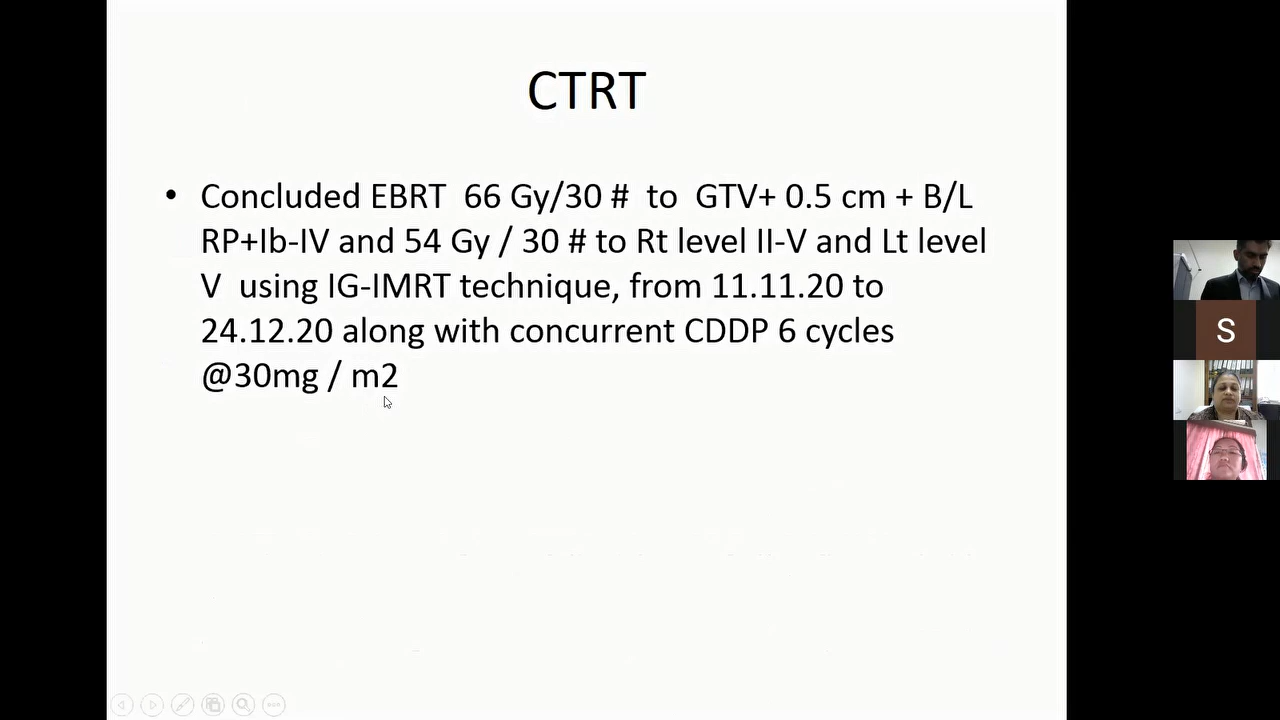 CTRT
• Concluded EBRT 66 Gy/30 # to GTV+ 0.5 cm + B/L
RP+Ib-IV and 54 Gy / 30 # to Rt level II-V and Lt level
V using IG-IMRT technique, from 11.11.20 to
24.12.20 along with concurrent CDDP 6 cycles
@30mg / m2
S